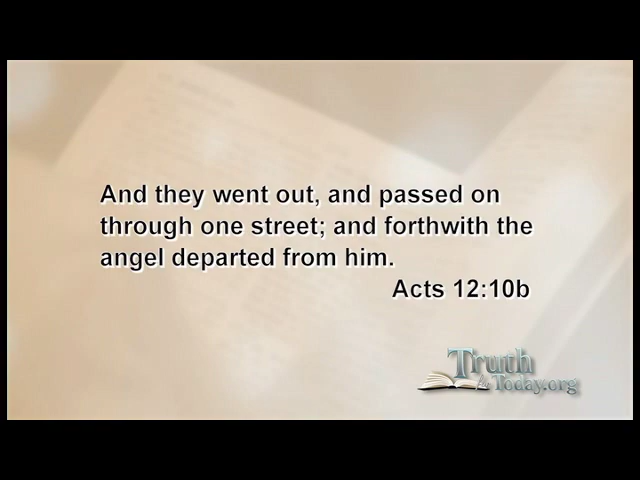 And they went out, and passed on
through one street; and forthwith the
angel departed from him.
Acts 12:10b
Truth
for Today.org